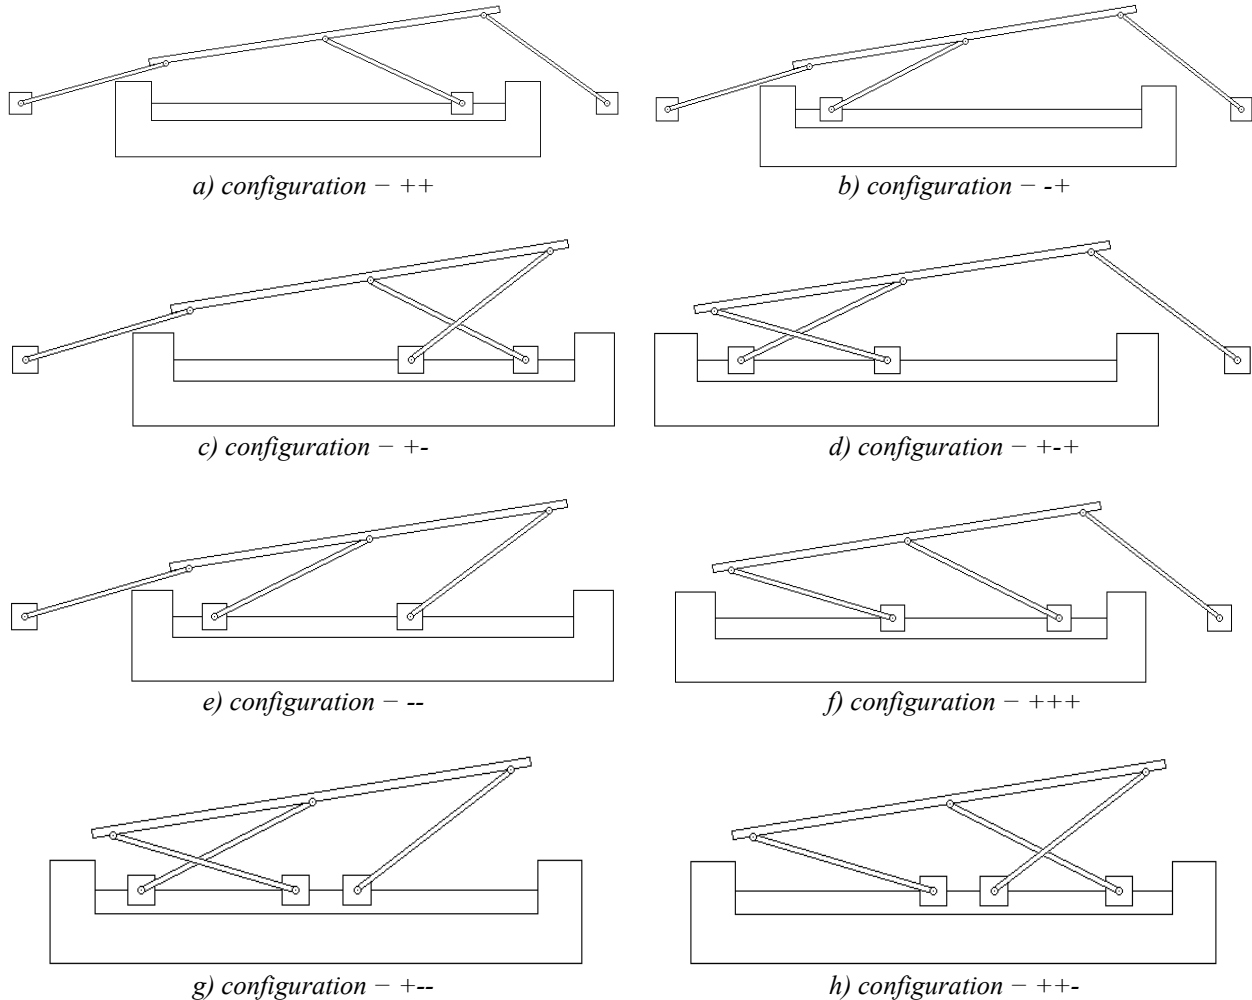 a) configuration − ++
b) configuration − -+
c) configuration − +-
d) configuration − +-+
e) configuration − --
f) configuration − +++
g) configuration − +--
h) configuration − ++-